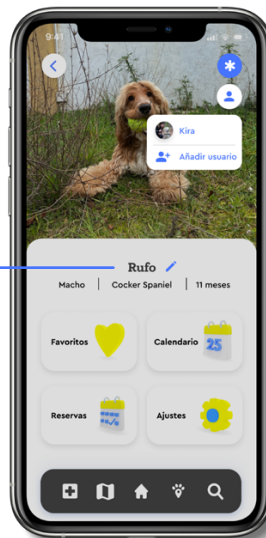 9:41
Kira
Añadir usuario
Rufo
Macho | Cocker Spaniel | 11 meses
Favoritos
Calendario
25
Reservas
Ajustes